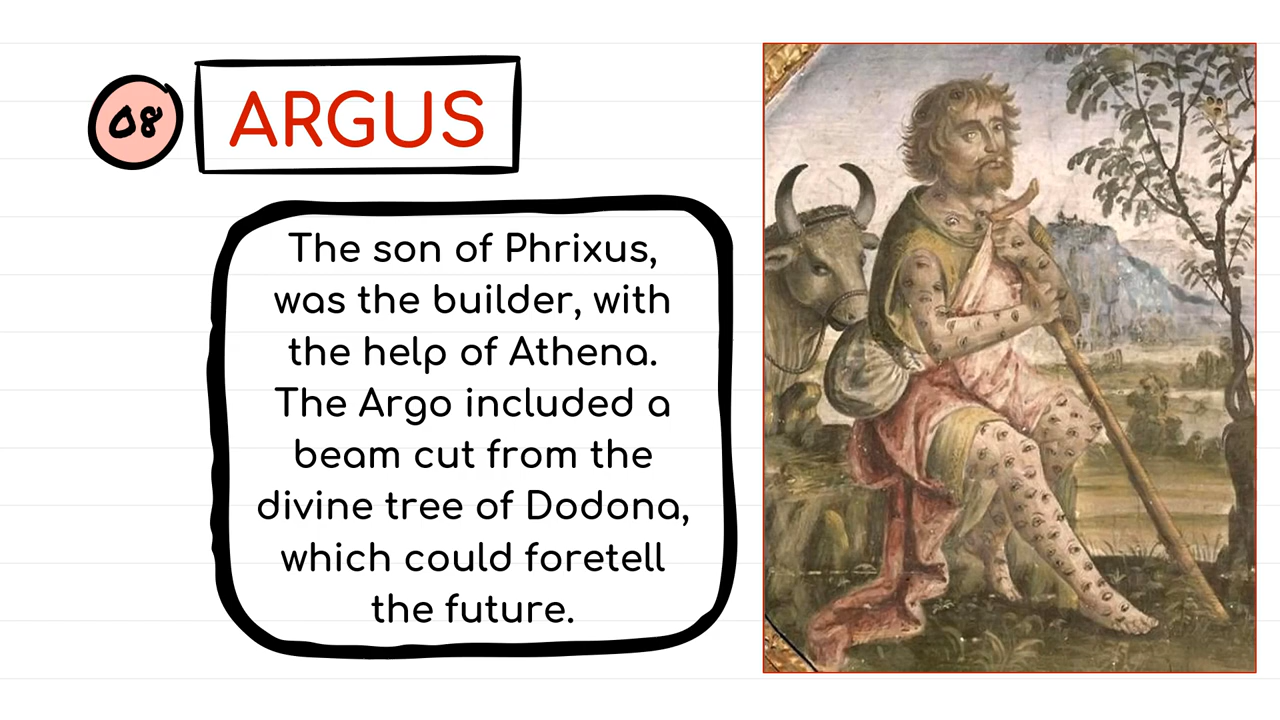 08
ARGUS
The son of Phrixus,
was the builder, with
the help of Athena.
The Argo included a
beam cut from the
divine tree of Dodona,
which could foretell
the future.